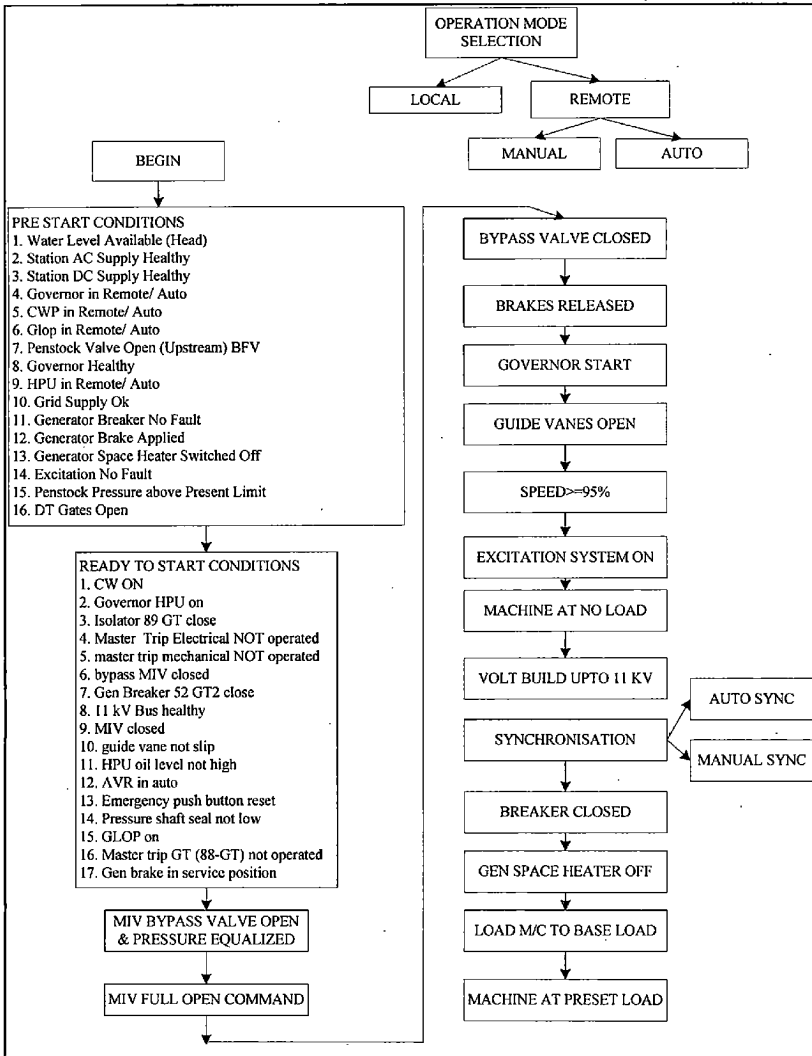 OPERATION MODE
SELECTION
LOCAL
REMOTE
MANUAL
AUTO
BEGIN
PRE START CONDITIONS
1. Water Level Available (Head)
2. Station AC Supply Healthy
3. Station DC Supply Healthy
4. Governor in Remote/ Auto
5. CWP in Remote/ Auto
6. Glop in Remote/ Auto
7. Penstock Valve Open (Upstream) BFV
8. Governor Healthy
9. HPU in Remote/ Auto
10. Grid Supply Ok
11. Generator Breaker No Fault
12. Generator Brake Applied
13. Generator Space Heater Switched Off
14. Excitation No Fault
15. Penstock Pressure above Present Limit
16. DT Gates Open
READY TO START CONDITIONS
1. CW ON
2. Governor HPU on
3. Isolator 89 GT close
4. Master Trip Electrical NOT operated
5. master trip mechanical NOT operated
6. bypass MIV closed
7. Gen Breaker 52 GT2 close
8. 11 kV Bus healthy
9. MIV closed
10. guide vane not slip
11. HPU oil level not high
12. AVR in auto
13. Emergency push button reset
14. Pressure shaft seal not low
15. GLOP on
16. Master trip GT (88-GT) not operated
17. Gen brake in service position
MIV BYPASS VALVE OPEN
& PRESSURE EQUALIZED
MIV FULL OPEN COMMAND
BYPASS VALVE CLOSED
BRAKES RELEASED
GOVERNOR START
GUIDE VANES OPEN
SPEED>=95%
EXCITATION SYSTEM ON
MACHINE AT NO LOAD
VOLT BUILD UPTO 11 KV
SYNCHRONISATION
AUTO SYNC
MANUAL SYNC
BREAKER CLOSED
GEN SPACE HEATER OFF
LOAD M/C TO BASE LOAD
MACHINE AT PRESET LOAD